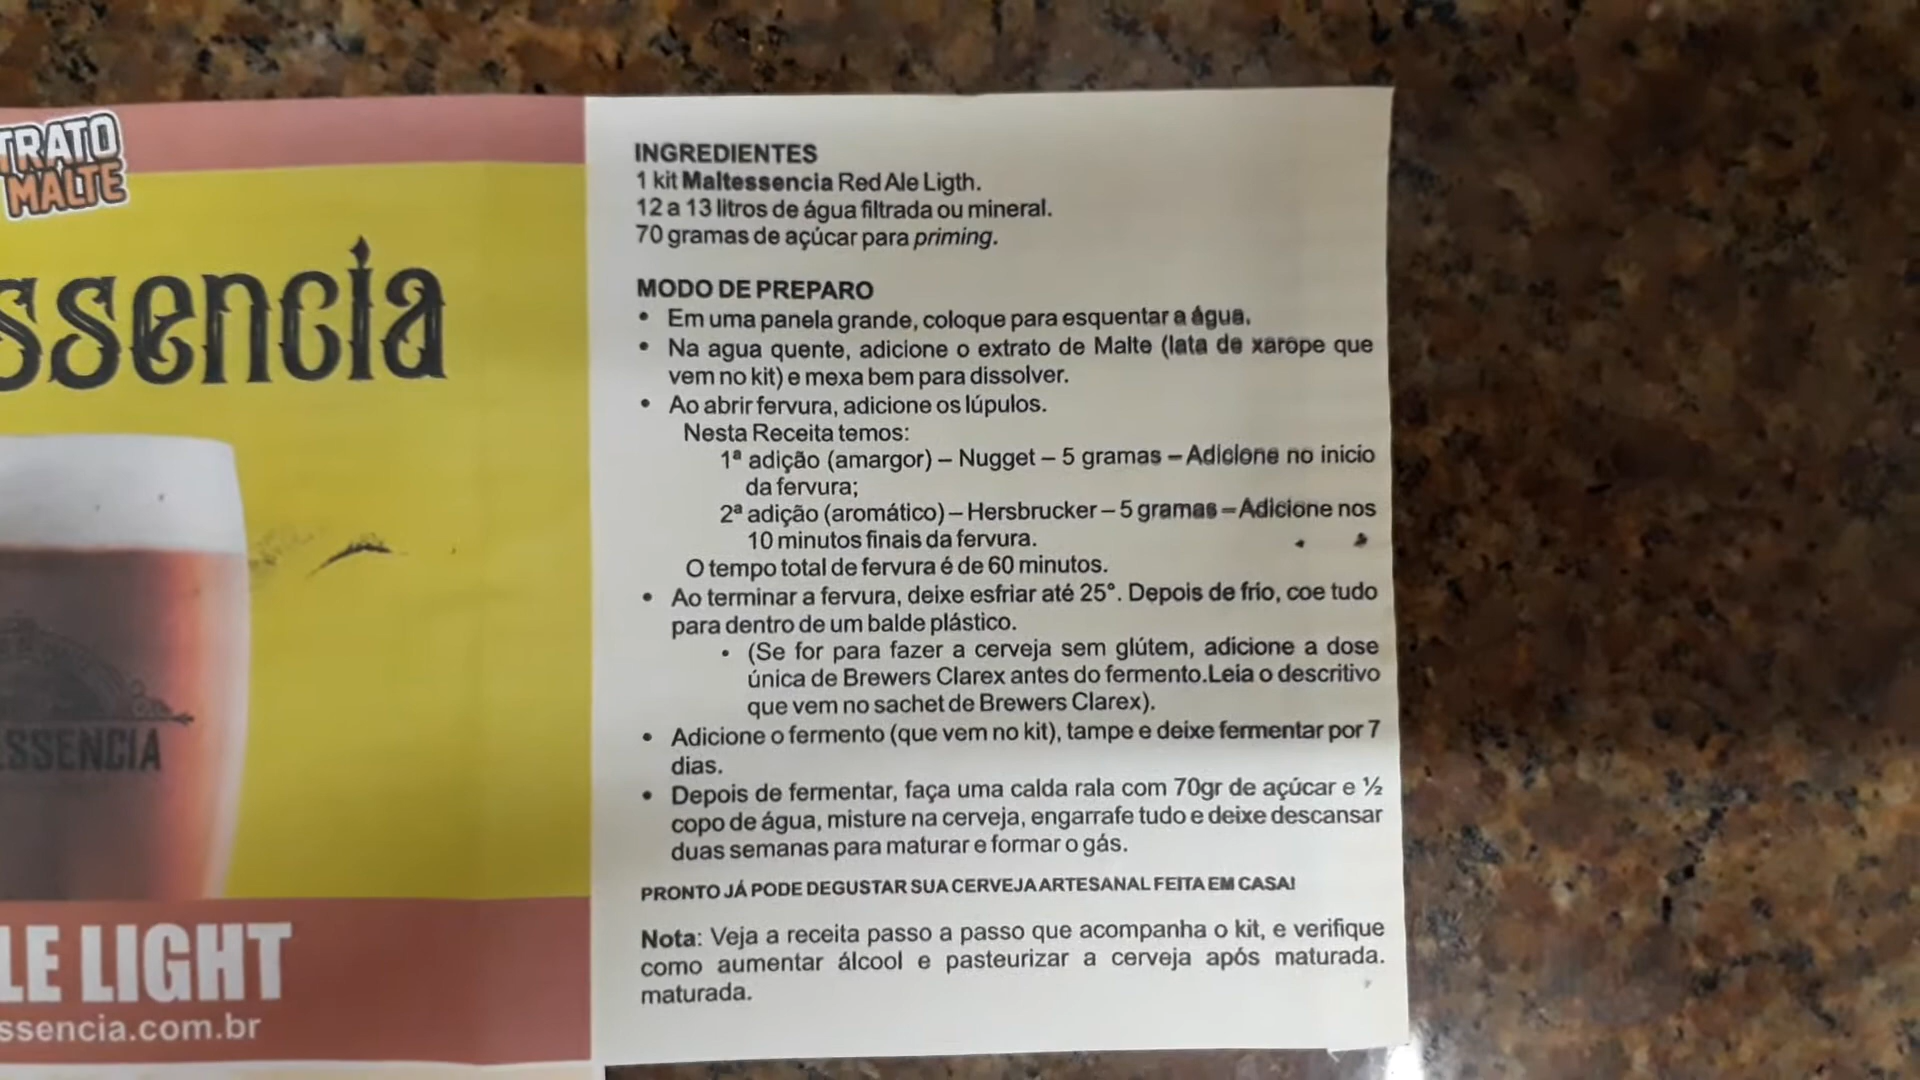 TRATO
MALTE
ssencia
SSENCIA
LE LIGHT
ssencia.com.br
INGREDIENTES
1 kit Maltessencia Red Ale Ligth.
12 a 13 litros de água filtrada ou mineral.
70 gramas de açúcar para priming.
MODO DE PREPARO
• Em uma panela grande, coloque para esquentar a água.
• Na agua quente, adicione o extrato de Malte (lata de xarope que
vem no kit) e mexa bem para dissolver.
• Ao abrir fervura, adicione os lúpulos.
Nesta Receita temos:
1ª adição (amargor) – Nugget – 5 gramas – Adicione no inicio
da fervura;
2ª adição (aromático) – Hersbrucker – 5 gramas – Adicione nos
10 minutos finais da fervura.
O tempo total de fervura é de 60 minutos.
• Ao terminar a fervura, deixe esfriar até 25°. Depois de frio, coe tudo
para dentro de um balde plástico.
• (Se for para fazer a cerveja sem glútem, adicione a dose
única de Brewers Clarex antes do fermento.Leia o descritivo
que vem no sachet de Brewers Clarex).
• Adicione o fermento (que vem no kit), tampe e deixe fermentar por 7
dias.
• Depois de fermentar, faça uma calda rala com 70gr de açúcar e ½
copo de água, misture na cerveja, engarrafe tudo e deixe descansar
duas semanas para maturar e formar o gás.
PRONTO JÁ PODE DEGUSTAR SUA CERVEJA ARTESANAL FEITA EM CASA!
Nota: Veja a receita passo a passo que acompanha o kit, e verifique
como aumentar álcool e pasteurizar a cerveja após maturada.
maturada.